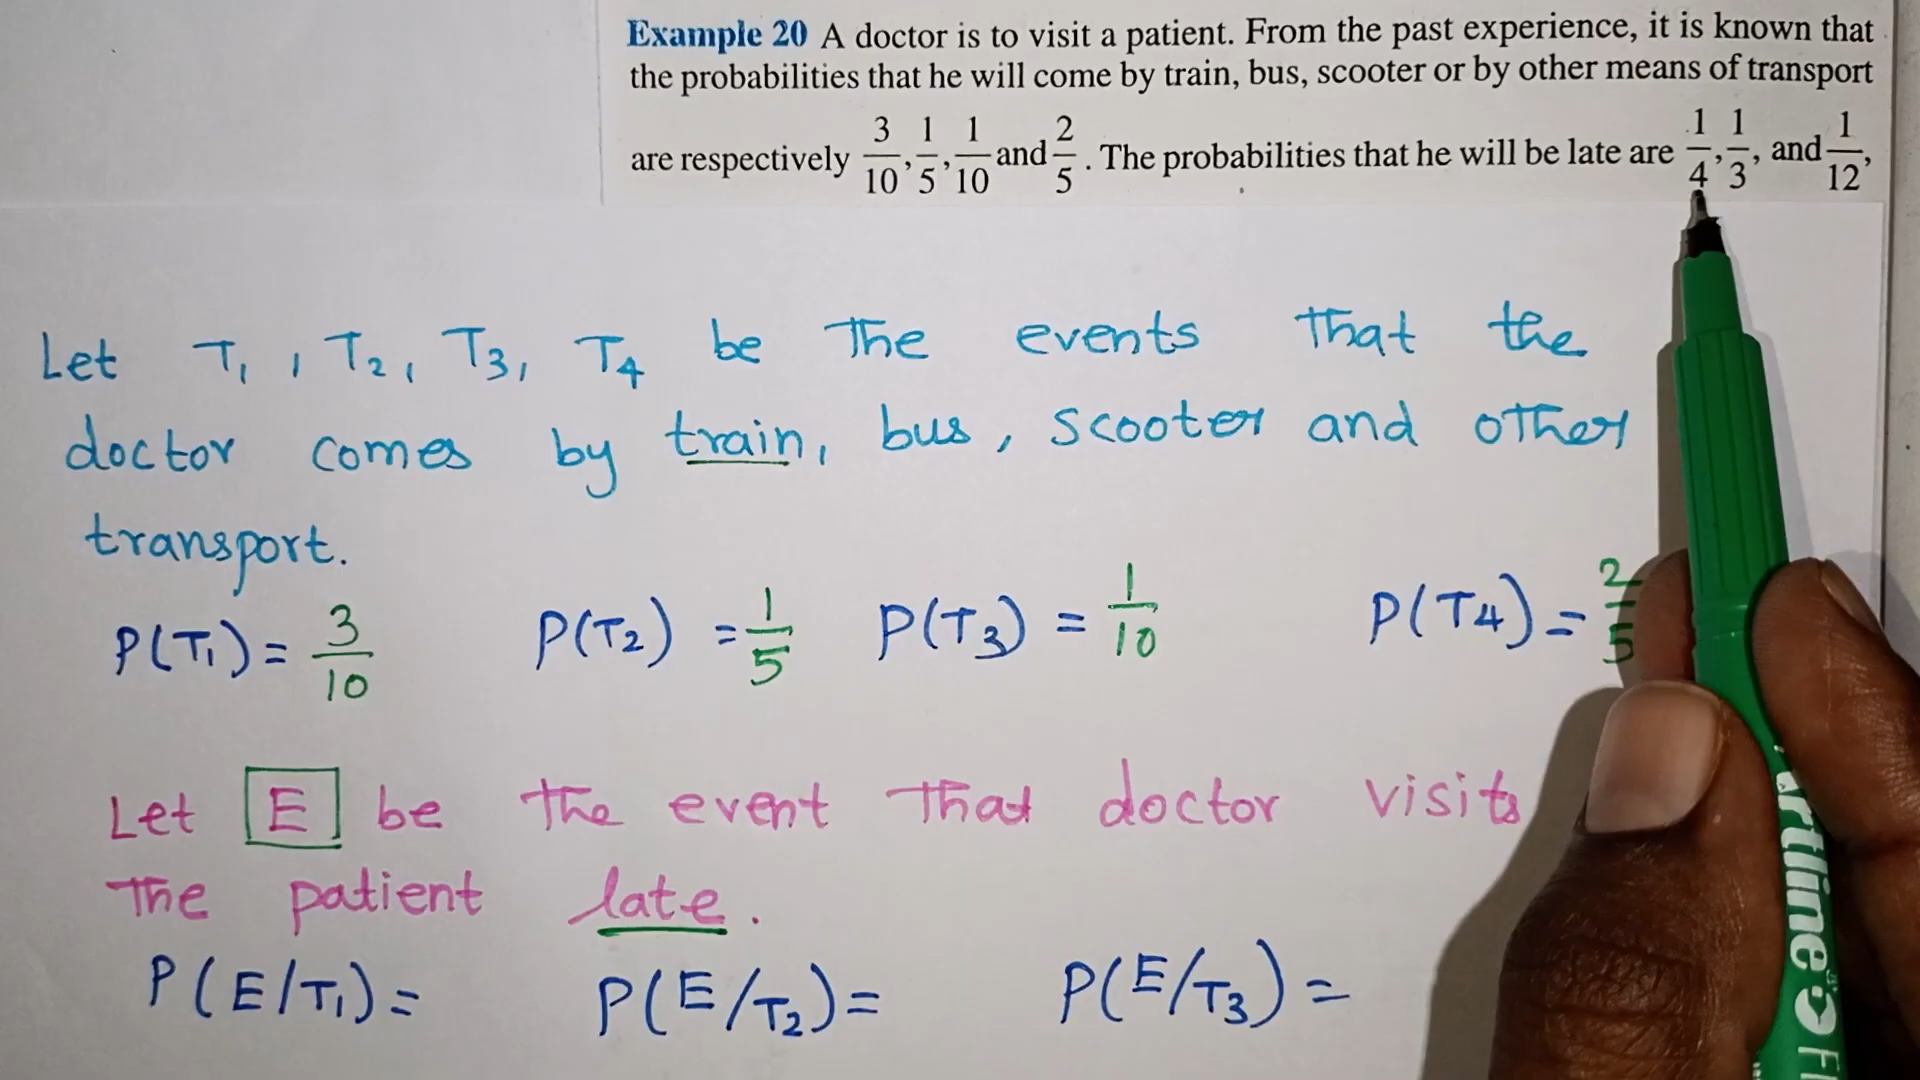 Example 20 A doctor is to visit a patient. From the past experience, it is known that
the probabilities that he will come by train, bus, scooter or by other means of transport
are respectively 3/10, 1/5, 1/10 and 2/5. The probabilities that he will be late are 1/4, 1/3, and 1/12,
Let T₁, T₂, T₃, T₄ be the events that the
doctor comes by train, bus, scooter and other
transport.
P(T₁) = 3/10 P(T₂) = 1/5 P(T₃) = 1/10 P(T₄) = 2/5
Let E be the event that doctor visits
the patient late.
P(E/T₁) = P(E/T₂) = P(E/T₃) =
artline